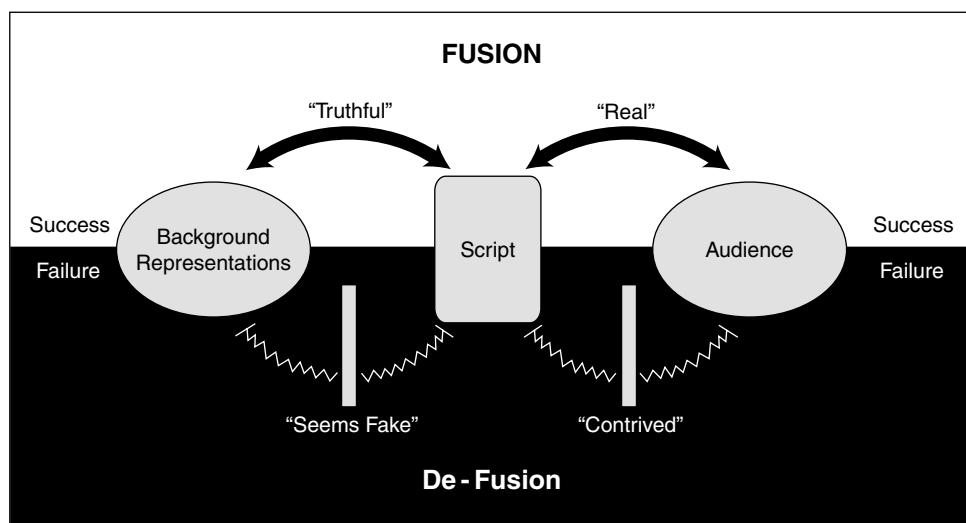 FUSION
“Truthful”
“Real”
Success
Success
Background
Representations
Script
Audience
Failure
Failure
“Seems Fake”
“Contrived”
De - Fusion